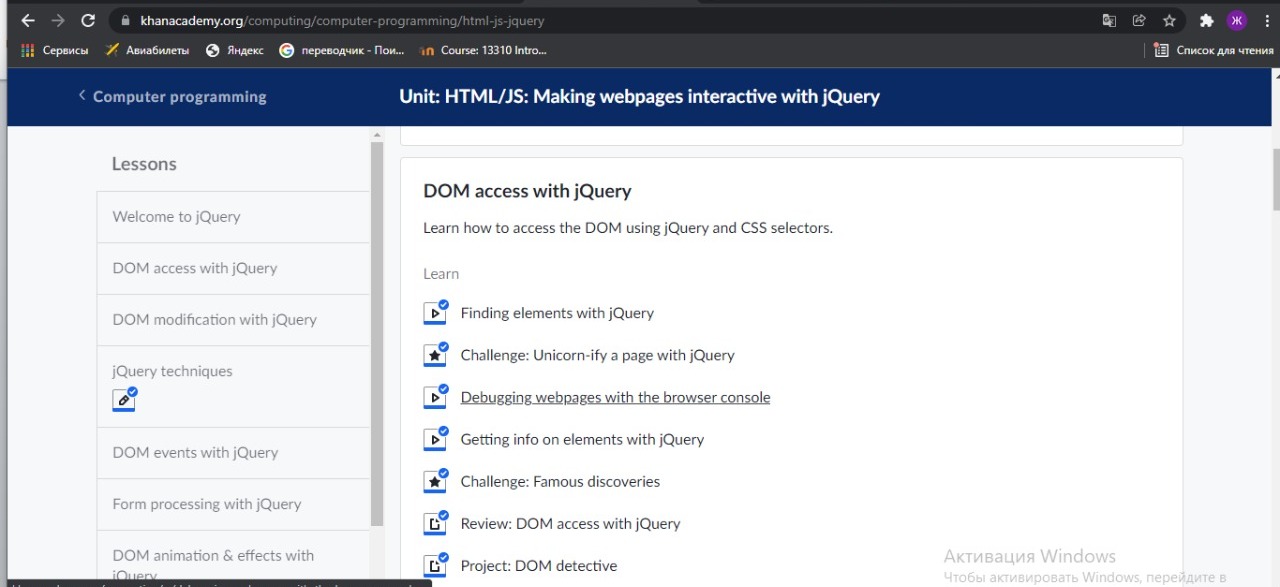 khanacademy.org/computing/computer-programming/html-js-jquery
Ж
Сервисы
Авиабилеты
Яндекс
переводчик - Пои...
in Course: 13310 Intro...
Список для чтения
Computer programming
Unit: HTML/JS: Making webpages interactive with jQuery
Lessons
Welcome to jQuery
DOM access with jQuery
DOM modification with jQuery
jQuery techniques
DOM events with jQuery
Form processing with jQuery
DOM animation & effects with
jQuery
DOM access with jQuery
Learn how to access the DOM using jQuery and CSS selectors.
Learn
Finding elements with jQuery
Challenge: Unicorn-ify a page with jQuery
Debugging webpages with the browser console
Getting info on elements with jQuery
Challenge: Famous discoveries
Review: DOM access with jQuery
Project: DOM detective
Активация Windows
Чтобы активировать Windows, перейдите в